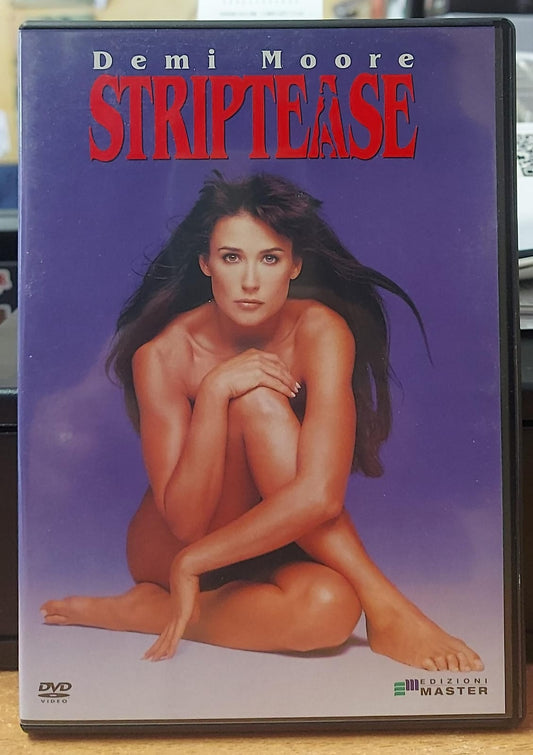 Demi Moore
STRIPTEASE
DVD
VIDEO
EDIZIONI
MASTER